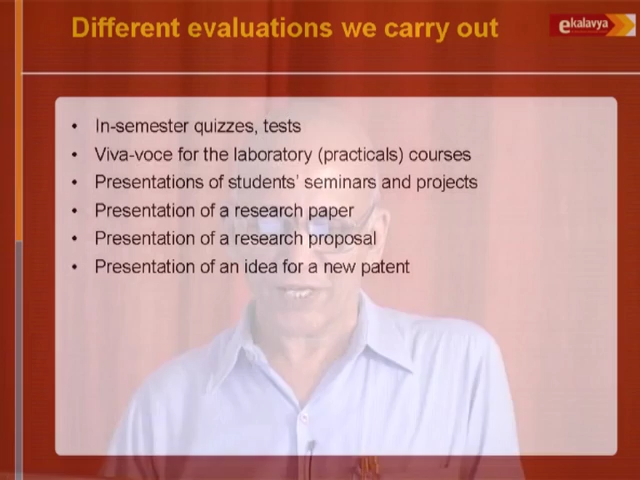 Different evaluations we carry out
ekalavya
• In-semester quizzes, tests
• Viva-voce for the laboratory (practicals) courses
• Presentations of students' seminars and projects
• Presentation of a research paper
• Presentation of a research proposal
• Presentation of an idea for a new patent